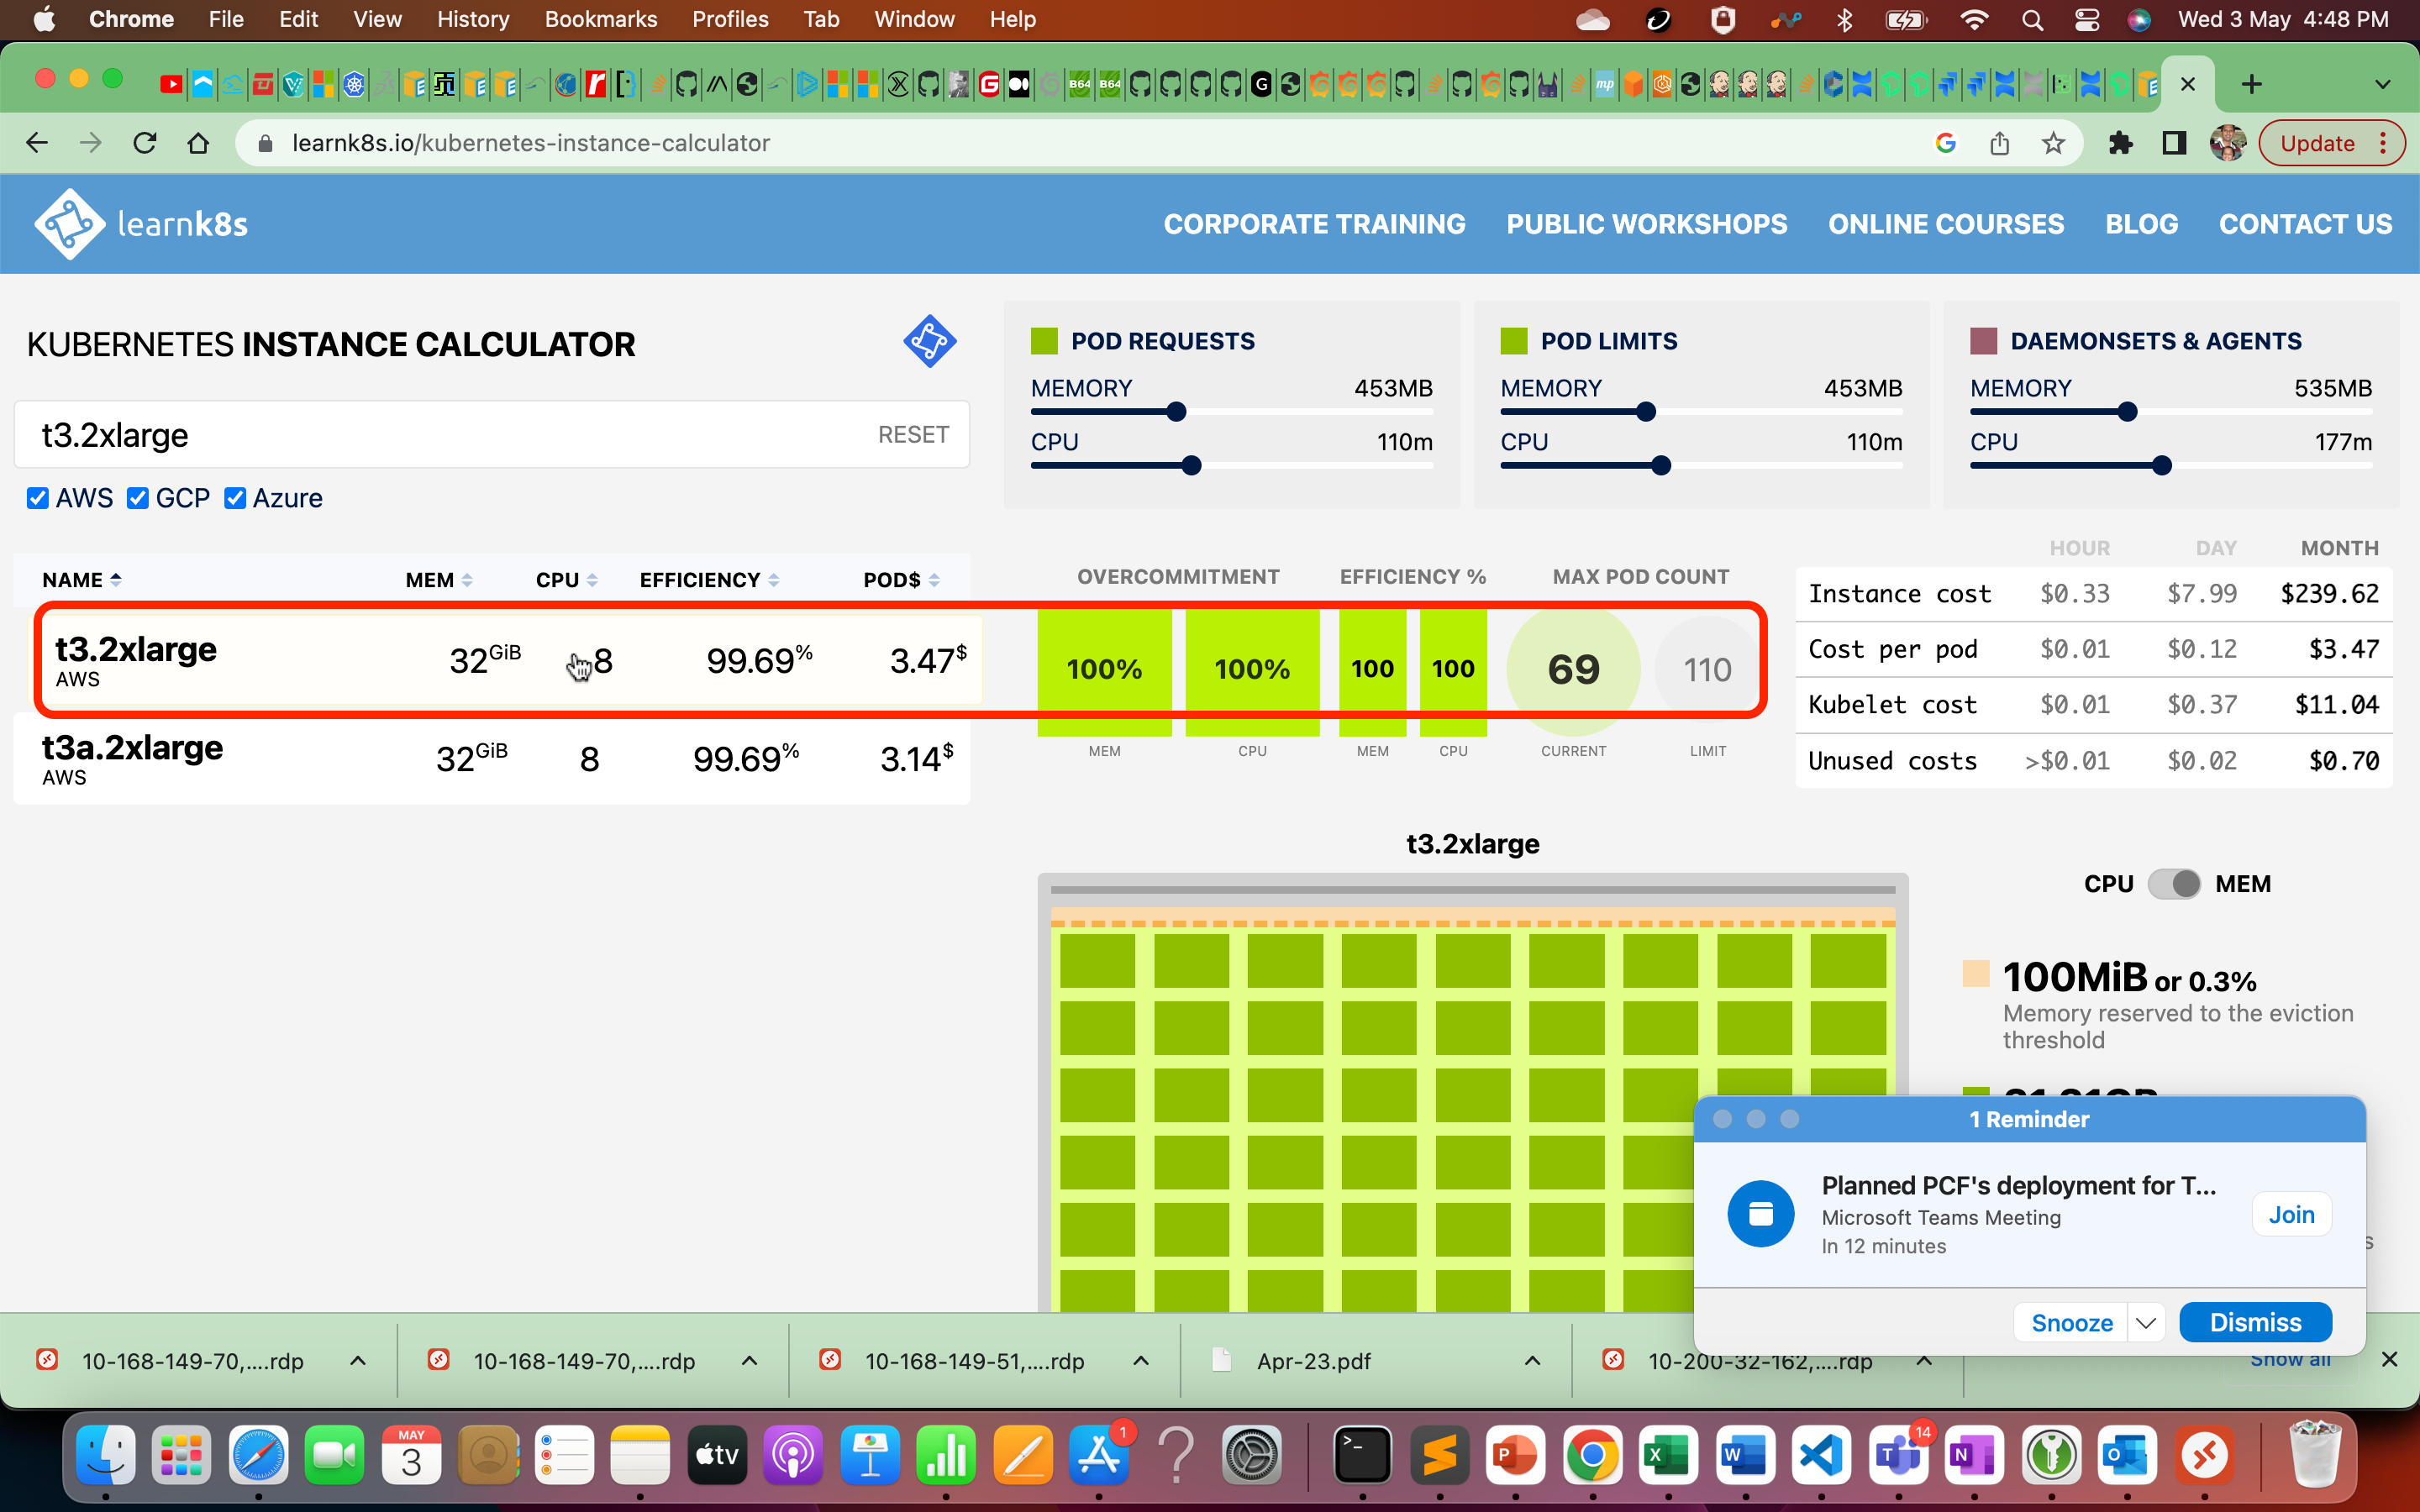 Chrome File Edit View History Bookmarks Profiles Tab Window Help Wed 3 May 4:48 PM
learnk8s.io/kubernetes-instance-calculator Update
learnk8s CORPORATE TRAINING PUBLIC WORKSHOPS ONLINE COURSES BLOG CONTACT US
KUBERNETES INSTANCE CALCULATOR
t3.2xlarge RESET
AWS GCP Azure
POD REQUESTS
MEMORY 453MB
CPU 110m
POD LIMITS
MEMORY 453MB
CPU 110m
DAEMONSETS & AGENTS
MEMORY 535MB
CPU 177m
NAME MEM CPU EFFICIENCY POD$
t3.2xlarge 32GiB 8 99.69% 3.47$
AWS
t3a.2xlarge 32GiB 8 99.69% 3.14$
AWS
OVERCOMMITMENT EFFICIENCY % MAX POD COUNT
100% 100% 100 100 69 110
MEM CPU MEM CPU CURRENT LIMIT
HOUR DAY MONTH
Instance cost $0.33 $7.99 $239.62
Cost per pod $0.01 $0.12 $3.47
Kubelet cost $0.01 $0.37 $11.04
Unused costs >$0.01 $0.02 $0.70
t3.2xlarge
CPU MEM
100MiB or 0.3%
Memory reserved to the eviction
threshold
1 Reminder
Planned PCF's deployment for T...
Microsoft Teams Meeting
In 12 minutes
Join
Snooze Dismiss
10-168-149-70,....rdp 10-168-149-70,....rdp 10-168-149-51,....rdp Apr-23.pdf 10-200-32-162,....rdp Show all
MAY
3
tv
1
14